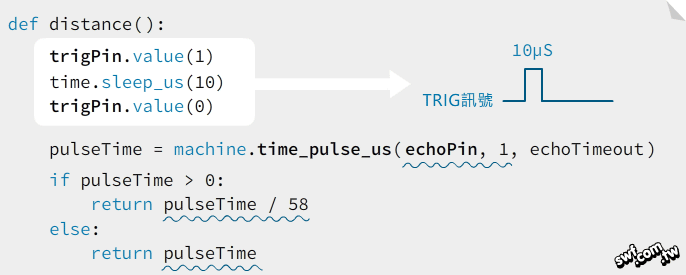 def distance():
    trigPin.value(1)
    time.sleep_us(10)
    trigPin.value(0)
10μS
TRIG訊號
    pulseTime = machine.time_pulse_us(echoPin, 1, echoTimeout)
    if pulseTime > 0:
        return pulseTime / 58
    else:
        return pulseTime
swf.com.tw